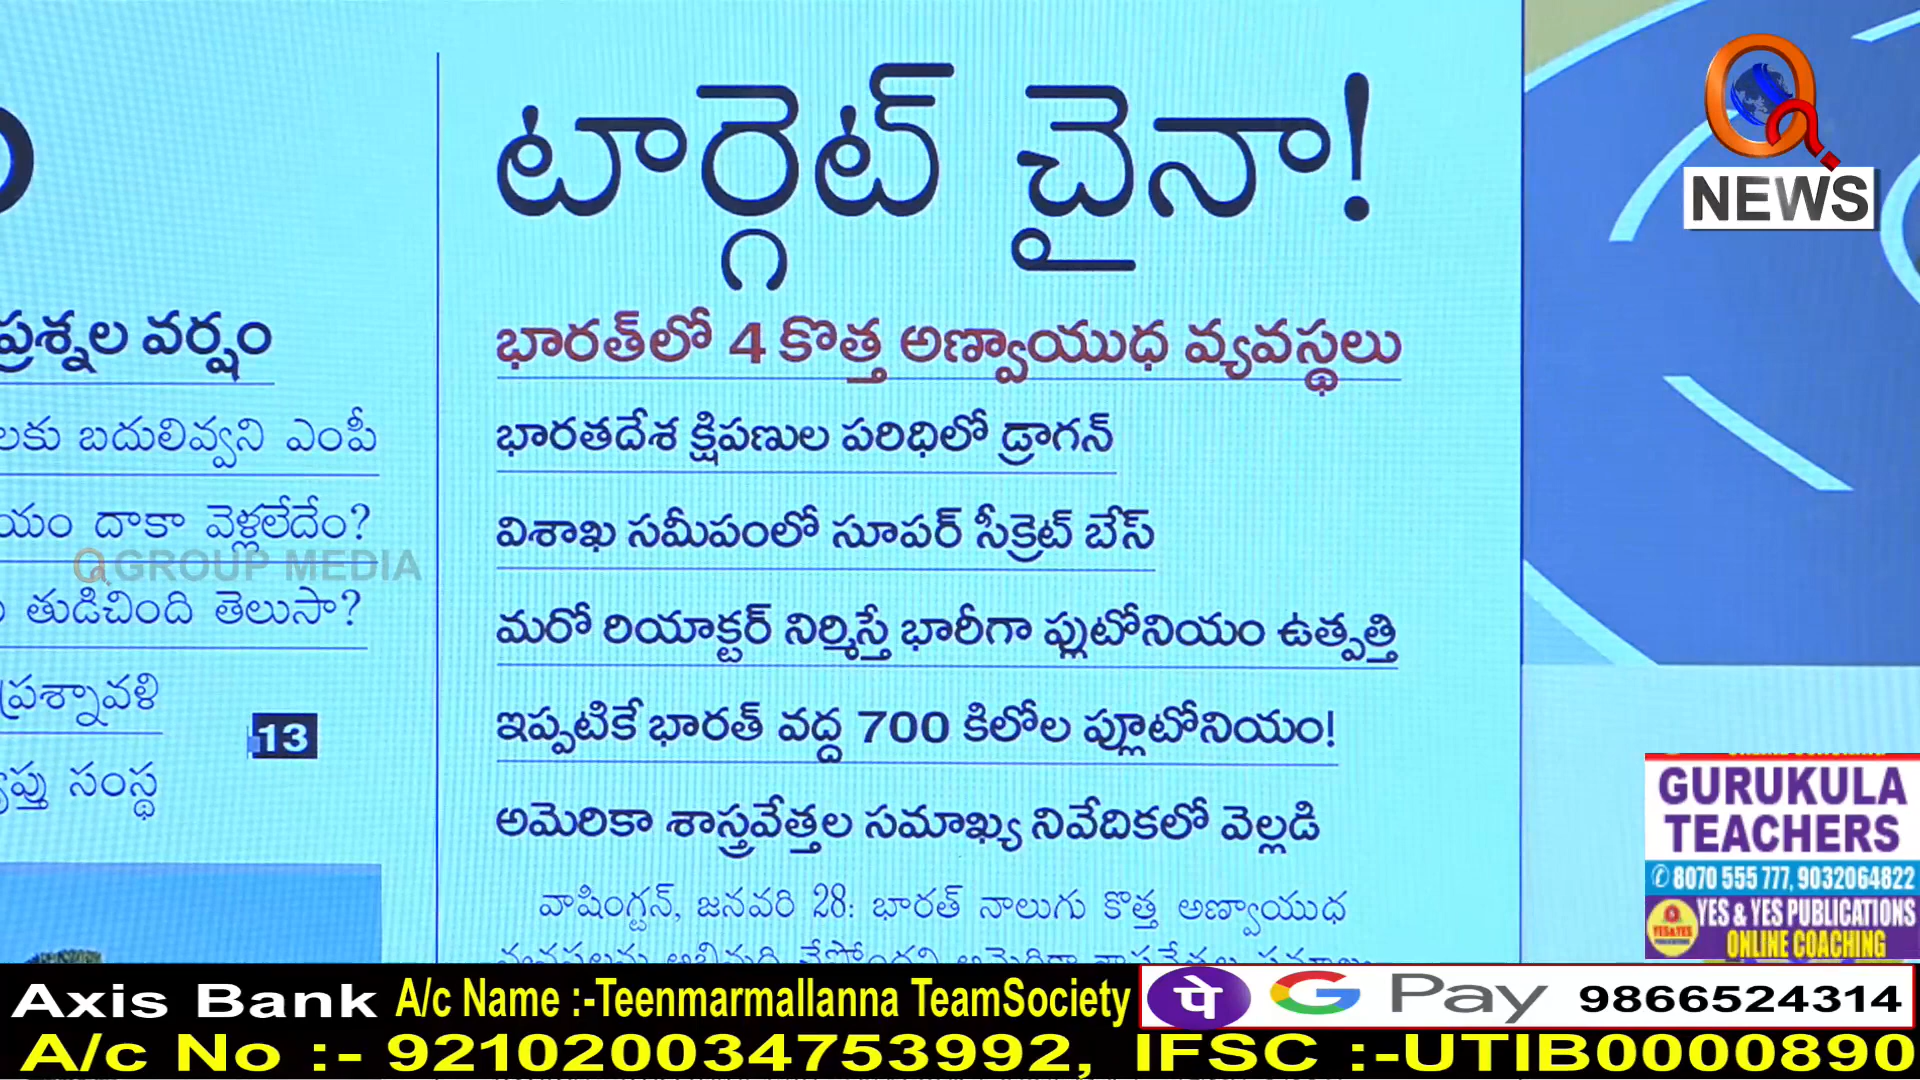 టార్గెట్ చైనా!
భారత్‌లో 4 కొత్త అణ్వాయుధ వ్యవస్థలు
భారతదేశ క్షిపణుల పరిధిలో డ్రాగన్
విశాఖ సమీపంలో సూపర్ సీక్రెట్ బేస్
మరో రియాక్టర్ నిర్మిస్తే భారీగా ప్లుటోనియం ఉత్పత్తి
ఇప్పటికే భారత్ వద్ద 700 కిలోల ప్లూటోనియం!
అమెరికా శాస్త్రవేత్తల సమాఖ్య నివేదికలో వెల్లడి
వాషింగ్టన్, జనవరి 28: భారత్ నాలుగు కొత్త అణ్వాయుధ
ప్రశ్నల వర్షం
లకు బదులివ్వని ఎంపీ
యం దాకా వెళ్లలేదేం?
GROUP MEDIA
తుడిచింది తెలుసా?
ప్రశ్నావళి
13
సంస్థ
NEWS
GURUKULA
TEACHERS
8070 555 777, 9032064822
YES & YES PUBLICATIONS
ONLINE COACHING
Axis Bank A/c Name :-Teenmarmallanna TeamSociety
पे G Pay 9866524314
A/c No :- 921020034753992, IFSC :-UTIB0000890